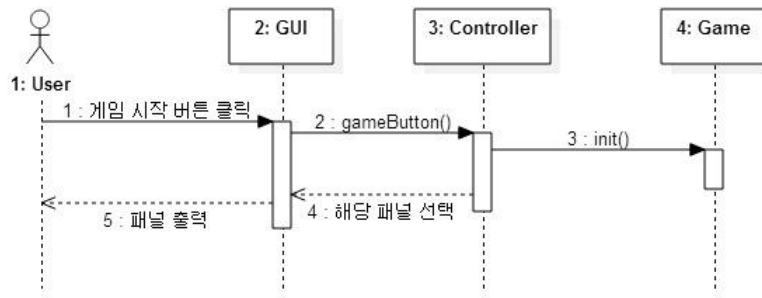 2: GUI
3: Controller
4: Game
1: User
1 : 게임 시작 버튼 클릭
2 : gameButton()
3 : init()
4 : 해당 패널 선택
5 : 패널 출력